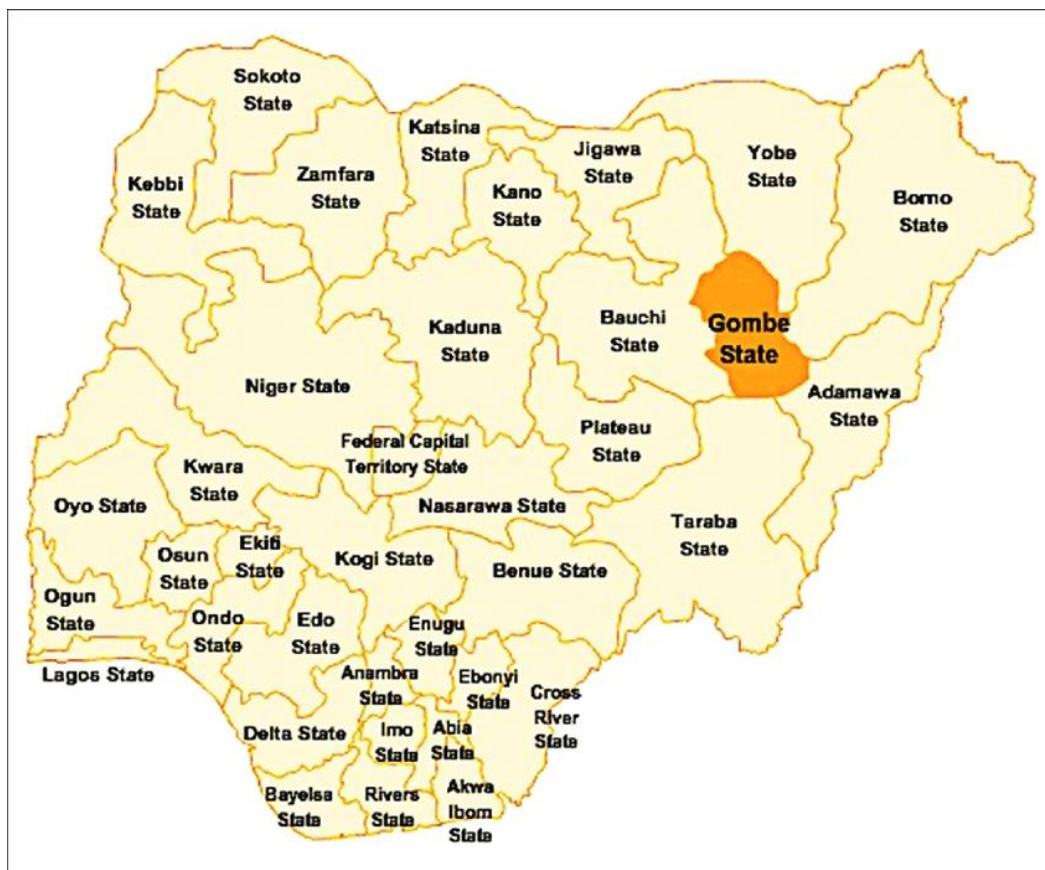 Sokoto
State
Katsina
State
Jigawa
State
Yobe
State
Kebbi
State
Zamfara
State
Kano
State
Borno
State
Bauchi
State
Gombe
State
Kaduna
State
Niger State
Adamawa
State
Plateau
State
Federal Capital
Territory State
Kwara
State
Oyo State
Nasarawa State
Taraba
State
Osun
State
Ekiti
State
Kogi State
Benue State
Ogun
State
Ondo
State
Edo
State
Enugu
State
Lagos State
Anambra
State
Ebonyi
State
Cross
River
State
Delta State
Imo
State
Abia
State
Bayelsa
State
Rivers
State
Akwa
Ibom
State